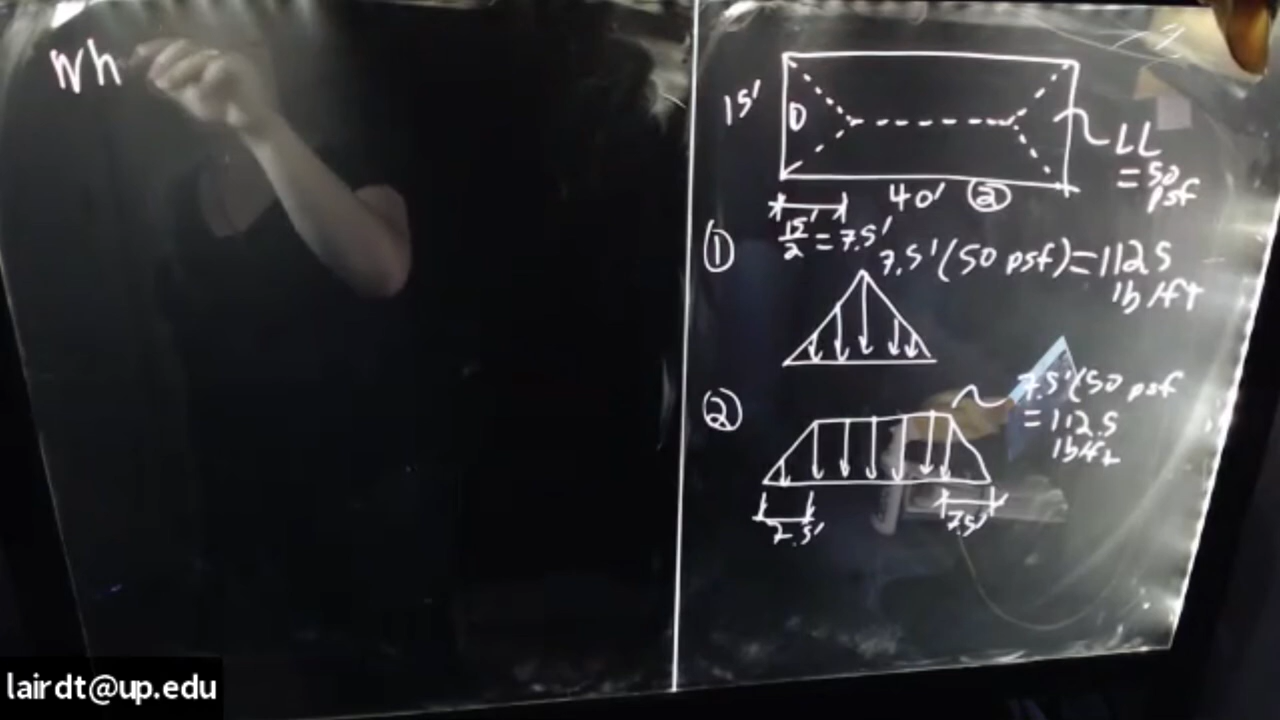 Wh
15'
①
LL
= 50
psf
40' ②
15'/2 = 7.5'
① 7.5' (50 psf) = 112.5
lb/ft
② 7.5' (50 psf
= 112.5
lb/ft
7.5'
7.5'
lairdt@up.edu